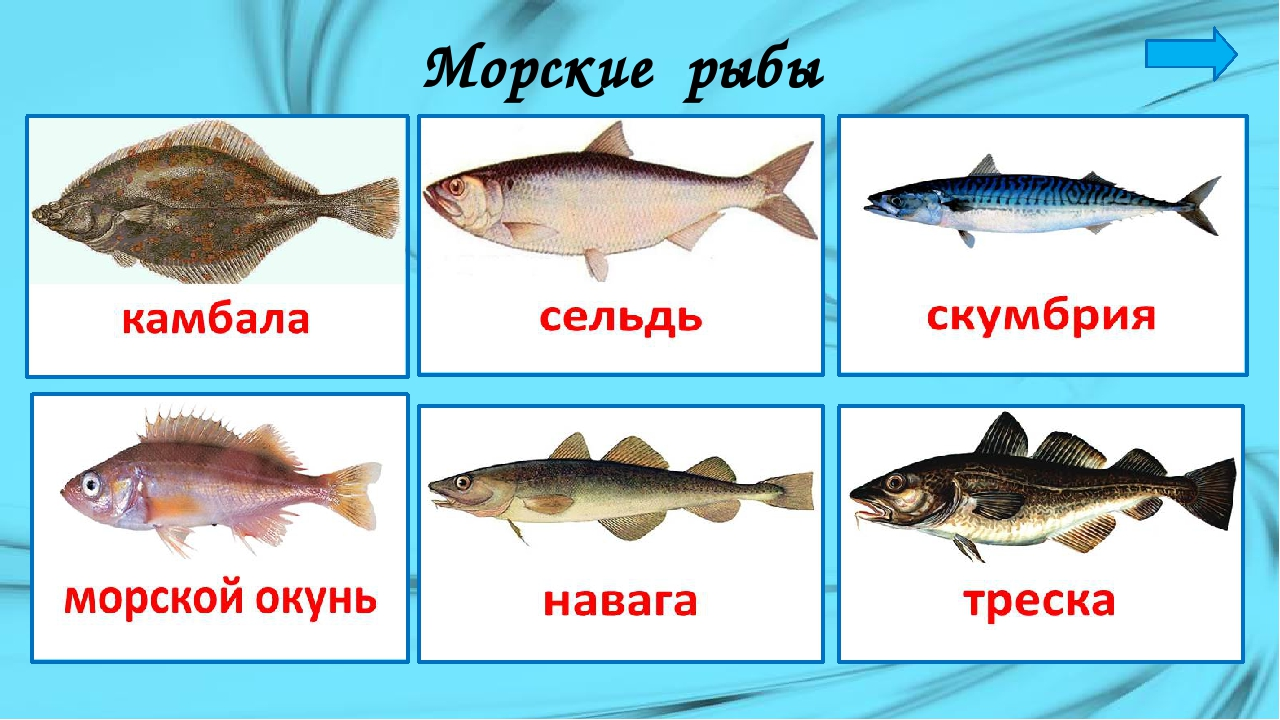 Морские рыбы
камбала
сельдь
скумбрия
морской окунь
навага
треска